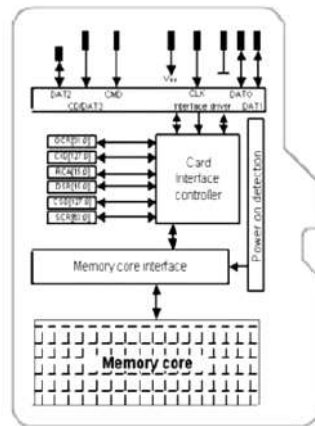 V
DAT2 CMD CLK DAT0
CD/DAT3 Interface driver DAT1
OCR[31:0]
CID[127:0]
RCA[15:0]
DSR[15:0]
CSD[127:0]
SCR[63:0]
Card
Interface
controller
Power on detection
Memory core interface
Memory core